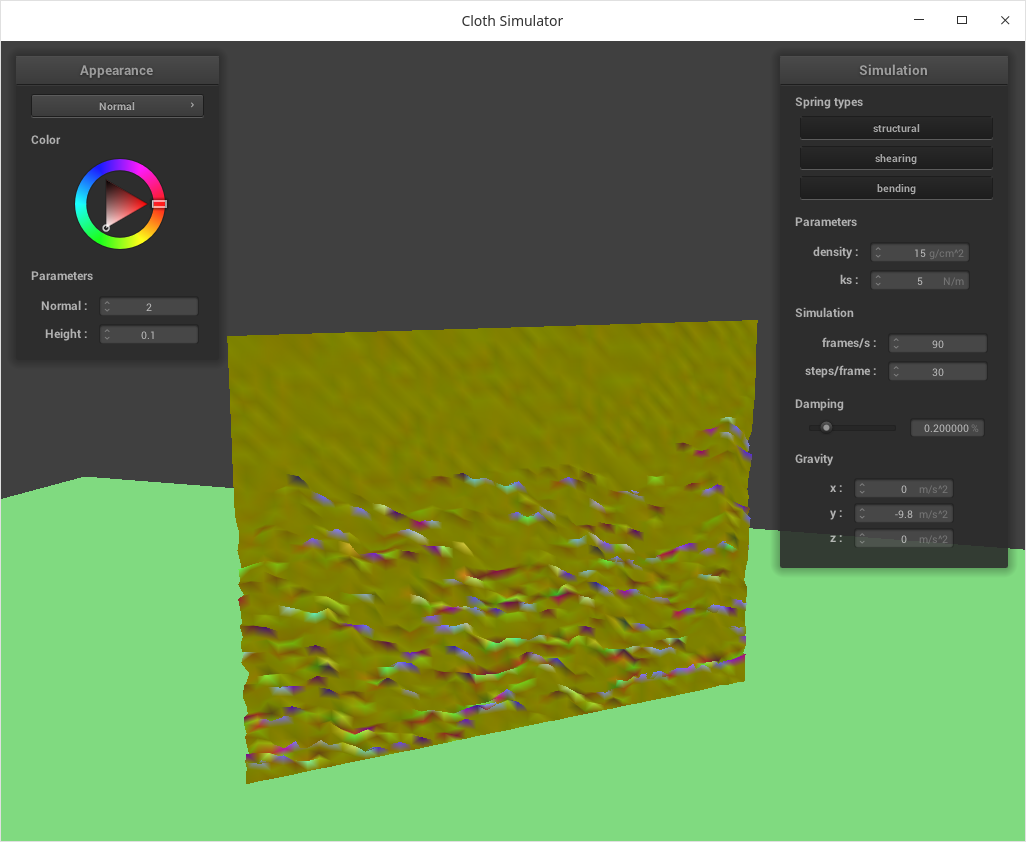 Cloth Simulator
Appearance
Normal
Color
Parameters
Normal : 2
Height : 0.1
Simulation
Spring types
structural
shearing
bending
Parameters
density : 15 g/cm^2
ks : 5 N/m
Simulation
frames/s : 90
steps/frame : 30
Damping
0.200000 %
Gravity
x : 0 m/s^2
y : -9.8 m/s^2
z : 0 m/s^2